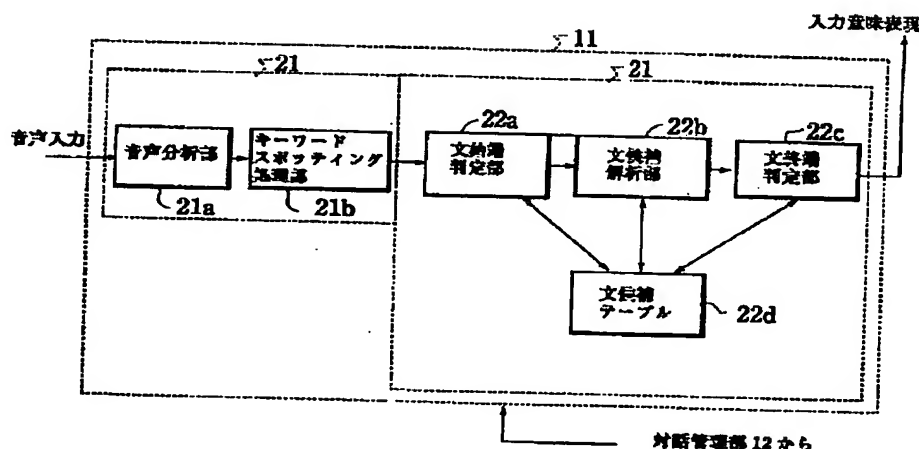 入力意味表現
11
21
21
音声入力
音声分析部
21a
キーワード
スポッティング
処理部
21b
22a
文始端
判定部
22b
文候補
解析部
22c
文終端
判定部
文候補
テーブル
22d
対話管理部12から